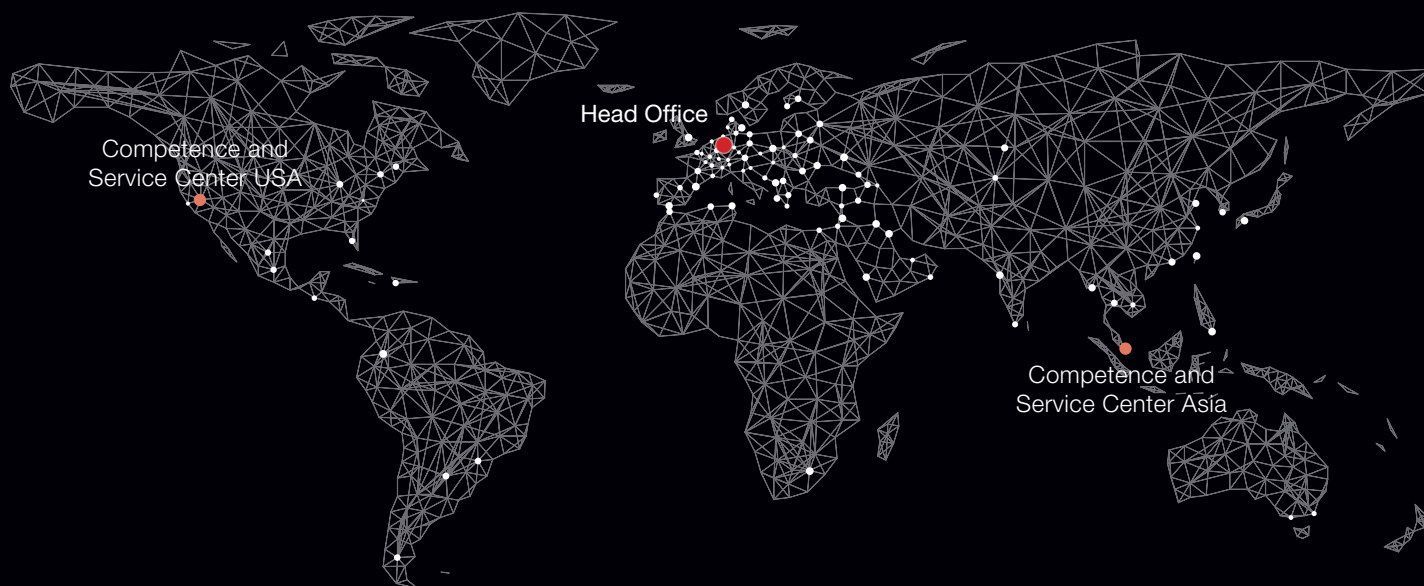 Head Office
Competence and
Service Center USA
Competence and
Service Center Asia